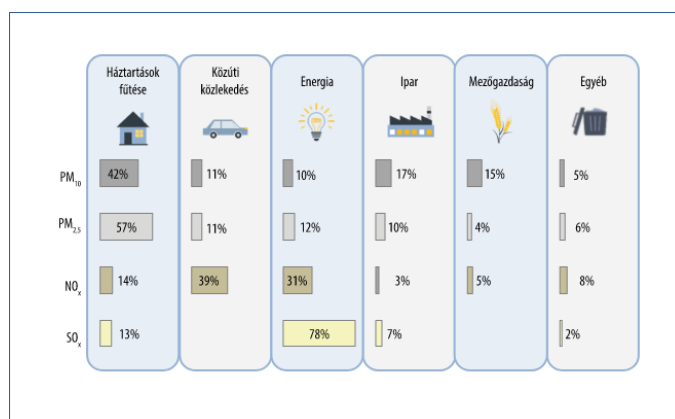 Háztartások fűtése
Közúti közlekedés
Energia
Ipar
Mezőgazdaság
Egyéb
PM10 42% 11% 10% 17% 15% 5%
PM2,5 57% 11% 12% 10% 4% 6%
NOx 14% 39% 31% 3% 5% 8%
SOx 13% 78% 7% 2%